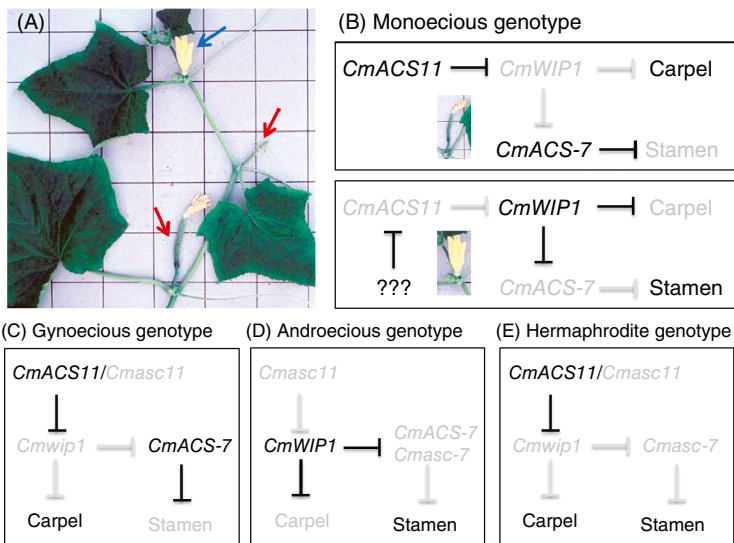 (A)
(B) Monoecious genotype
CmACS11 CmWIP1 Carpel
CmACS-7 Stamen
CmACS11 CmWIP1 Carpel
???
CmACS-7 Stamen
(C) Gynoecious genotype
CmACS11/Cmasc11
Cmwip1 CmACS-7
Carpel Stamen
(D) Androecious genotype
Cmasc11
CmWIP1 CmACS-7
Cmasc-7
Carpel Stamen
(E) Hermaphrodite genotype
CmACS11/Cmasc11
Cmwip1 Cmasc-7
Carpel Stamen